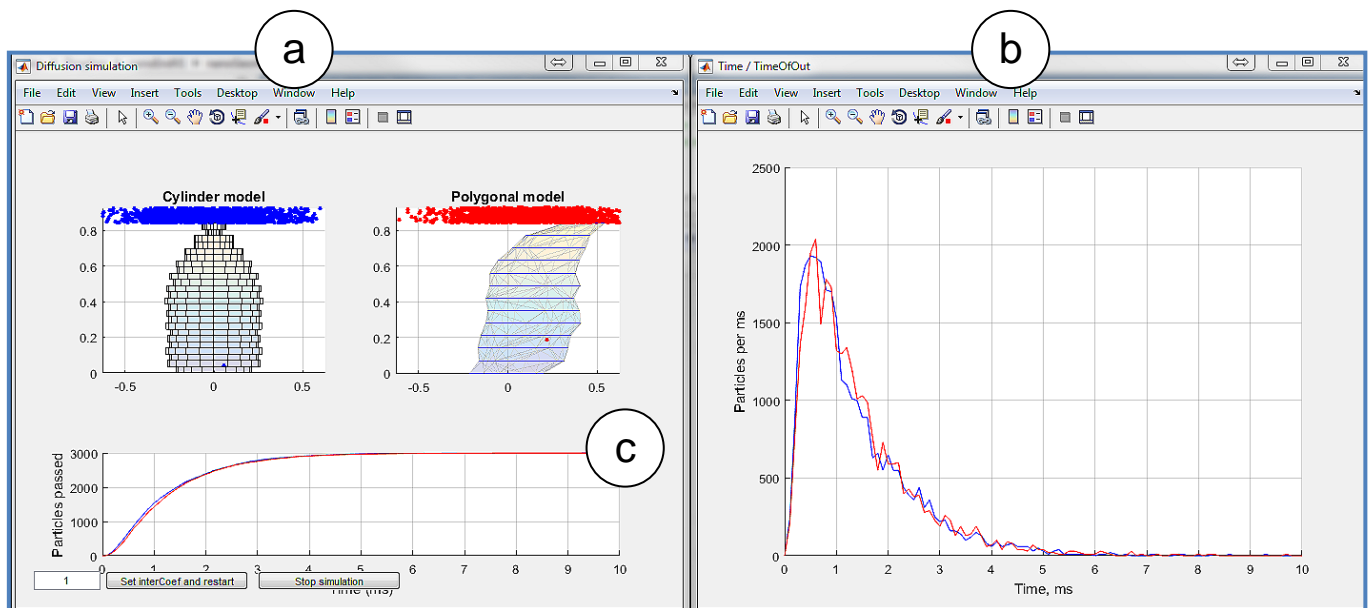 a
b
Diffusion simulation
File Edit View Insert Tools Desktop Window Help
Cylinder model
0.8
0.6
0.4
0.2
0
-0.5 0 0.5
Polygonal model
0.8
0.6
0.4
0.2
0
-0.5 0 0.5
c
Particles passed
3000
2000
1000
0
0 1 2 3 4 5 6 7 8 9 10
Time (ms)
1 Set interCoef and restart Stop simulation
Time / TimeOfOut
File Edit View Insert Tools Desktop Window Help
Particles per ms
2500
2000
1500
1000
500
0
0 1 2 3 4 5 6 7 8 9 10
Time, ms